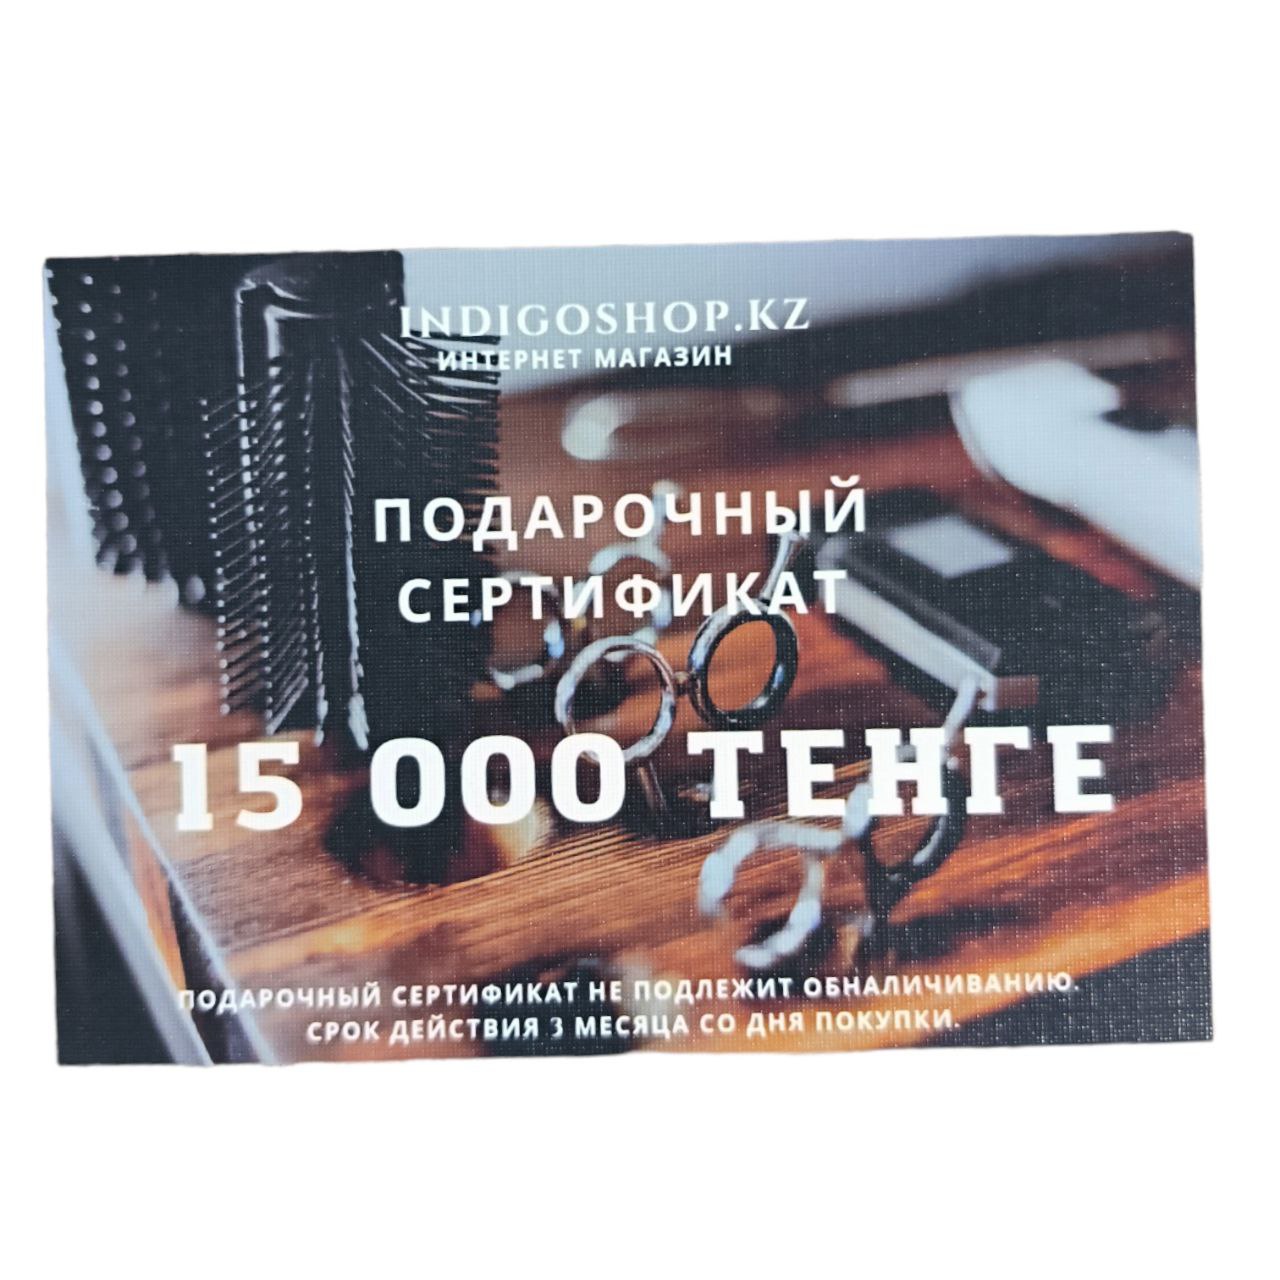 INDIGOSHOP.KZ
ИНТЕРНЕТ МАГАЗИН
ПОДАРОЧНЫЙ
СЕРТИФИКАТ
15 000 ТЕНГЕ
ПОДАРОЧНЫЙ СЕРТИФИКАТ НЕ ПОДЛЕЖИТ ОБНАЛИЧИВАНИЮ.
СРОК ДЕЙСТВИЯ 3 МЕСЯЦА СО ДНЯ ПОКУПКИ.